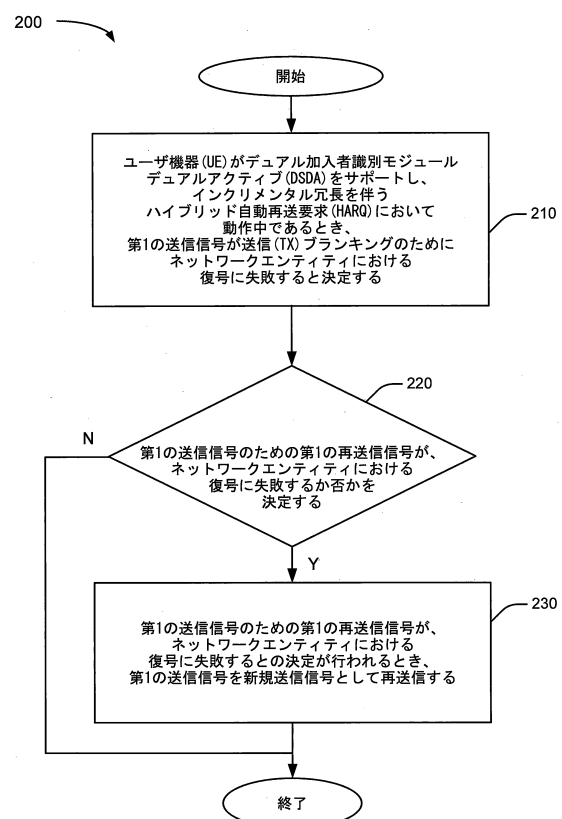 200
開始
ユーザ機器(UE)がデュアル加入者識別モジュール
デュアルアクティブ(DSDA)をサポートし、
インクリメンタル冗長を伴う
ハイブリッド自動再送要求(HARQ)において
動作中であるとき、
第1の送信信号が送信(TX)ブランキングのために
ネットワークエンティティにおける
復号に失敗すると決定する
210
220
N
第1の送信信号のための第1の再送信信号が、
ネットワークエンティティにおける
復号に失敗するか否かを
決定する
Y
230
第1の送信信号のための第1の再送信信号が、
ネットワークエンティティにおける
復号に失敗するとの決定が行われるとき、
第1の送信信号を新規送信信号として再送信する
終了